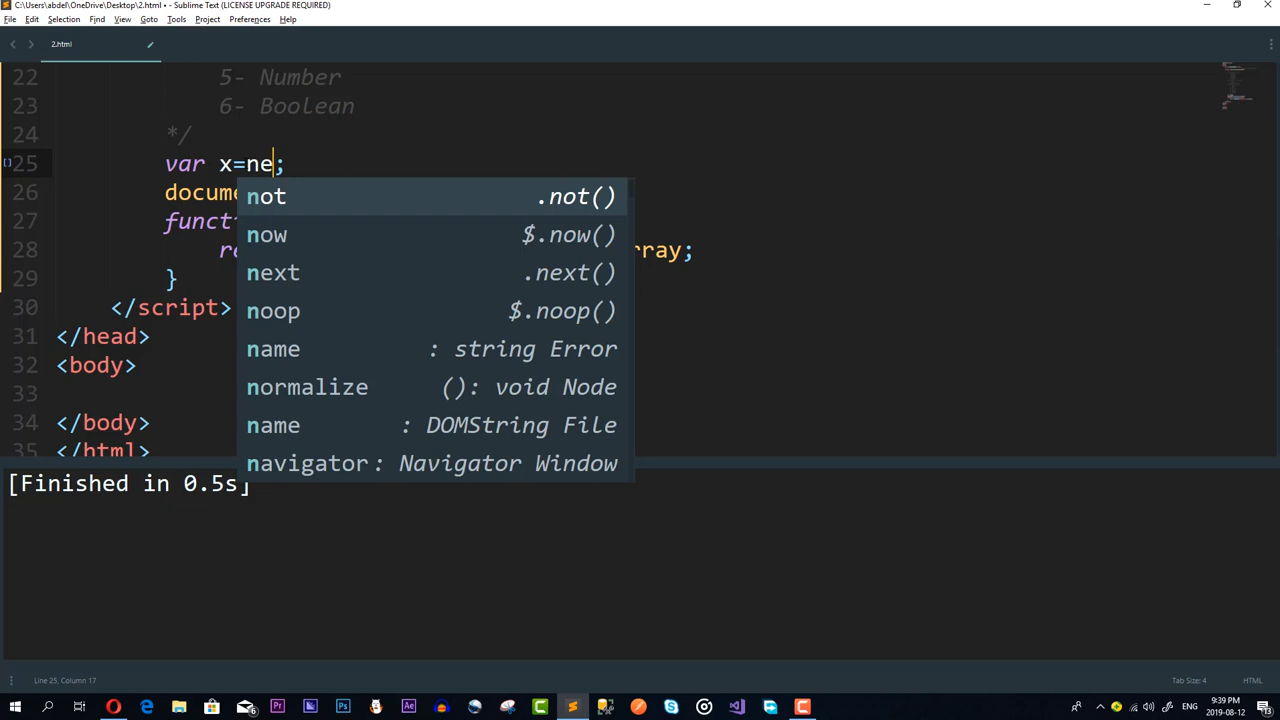 C:\Users\abdel\OneDrive\Desktop\2.html • - Sublime Text (LICENSE UPGRADE REQUIRED)
File Edit Selection Find View Goto Tools Project Preferences Help
2.html
22 5- Number
23 6- Boolean
24 */
25 var x=ne;
26 docume
27 functi
28 re rray;
29 }
30 </script>
31 </head>
32 <body>
33
34 </body>
35 </html>
not .not()
now $.now()
next .next()
noop $.noop()
name : string Error
normalize (): void Node
name : DOMString File
navigator : Navigator Window
[Finished in 0.5s]
Line 25, Column 17 Tab Size: 4 HTML
ENG 9:39 PM
2019-08-12